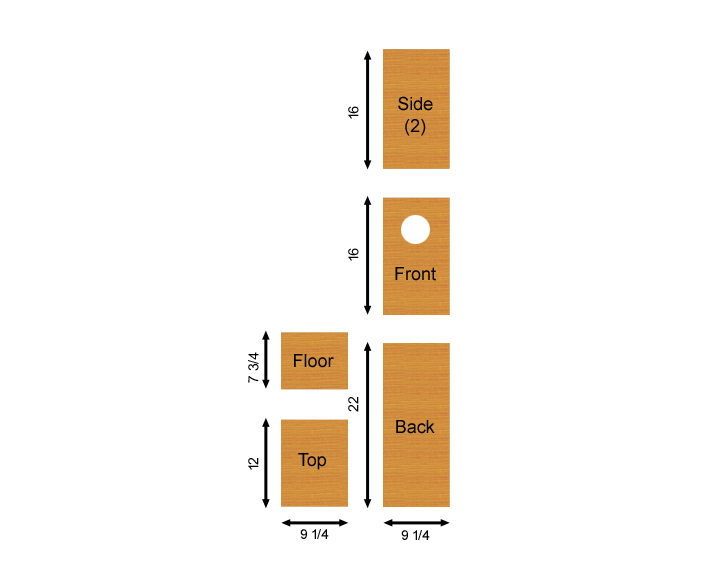 16
Side
(2)
16
Front
7 3/4
Floor
22
Back
12
Top
9 1/4
9 1/4